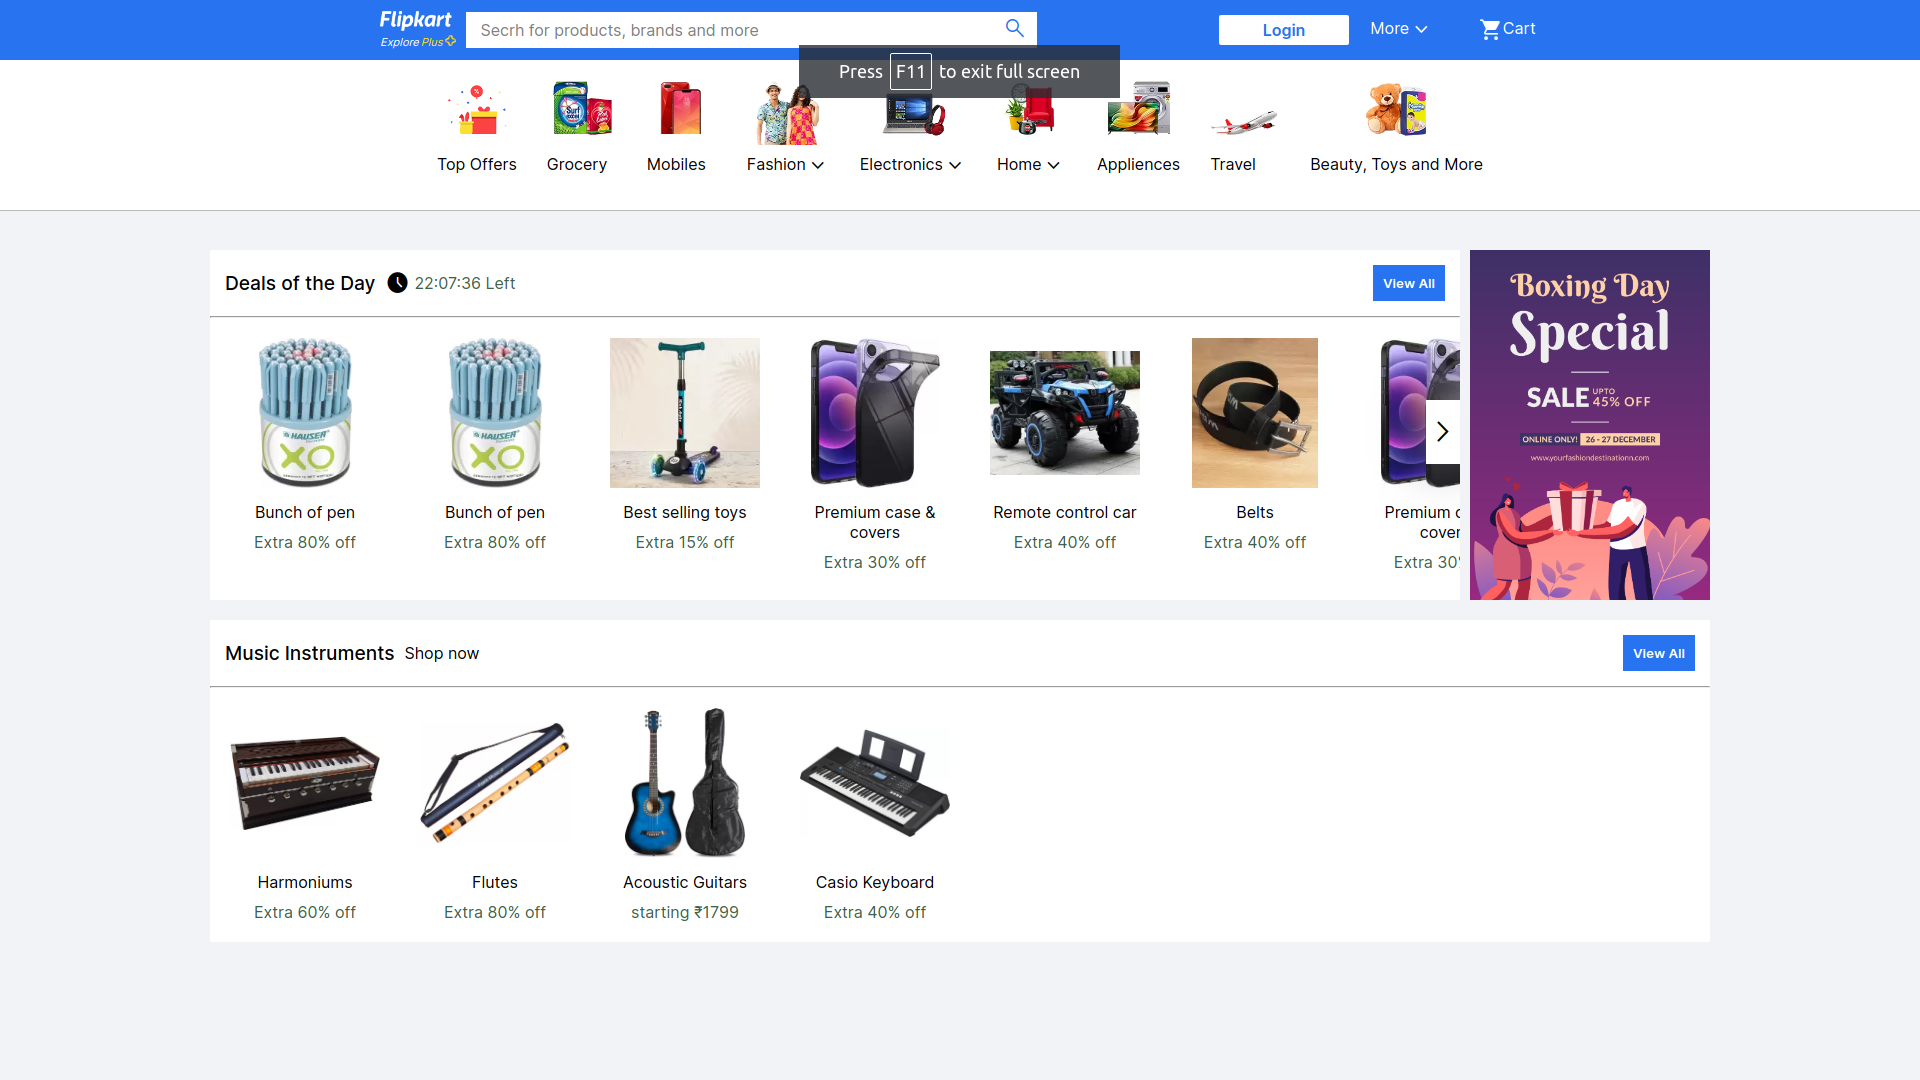 Flipkart
Explore Plus
Secrh for products, brands and more
Login
More
Cart
Press F11 to exit full screen
Top Offers
Grocery
Mobiles
Fashion
Electronics
Home
Appliences
Travel
Beauty, Toys and More
Deals of the Day
22:07:36 Left
View All
HAUSER
XO
Bunch of pen
Extra 80% off
HAUSER
XO
Bunch of pen
Extra 80% off
Best selling toys
Extra 15% off
Premium case &
covers
Extra 30% off
Remote control car
Extra 40% off
Belts
Extra 40% off
Premium
Extra 30
Boxing Day
Special
SALE UPTO
45% OFF
ONLINE ONLY! 26 - 27 DECEMBER
www.yourfashiondestinationn.com
Music Instruments
Shop now
View All
Harmoniums
Extra 60% off
Flutes
Extra 80% off
Acoustic Guitars
starting ₹1799
Casio Keyboard
Extra 40% off